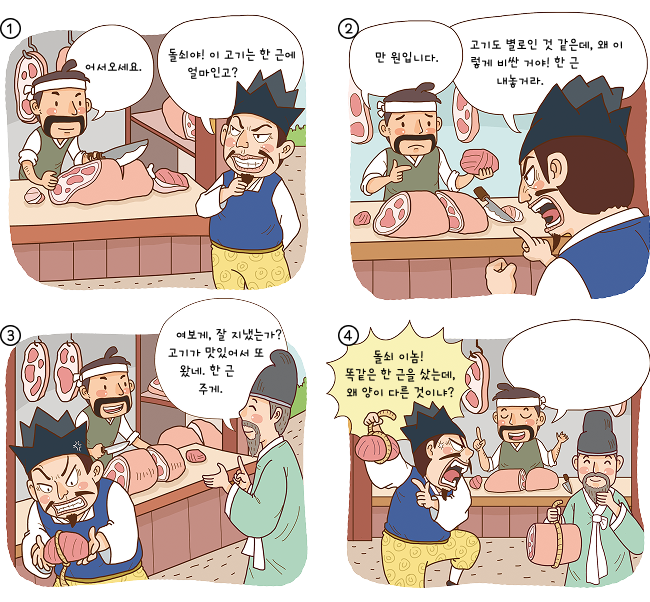 1
어서오세요.
돌쇠야! 이 고기는 한 근에
얼마인고?
2
만 원입니다.
고기도 별로인 것 같은데, 왜 이
렇게 비싼 거야! 한 근
내놓거라.
3
여보게, 잘 지냈는가?
고기가 맛있어서 또
왔네. 한 근
주게.
4
돌쇠 이놈!
똑같은 한 근을 샀는데,
왜 양이 다른 것이냐?